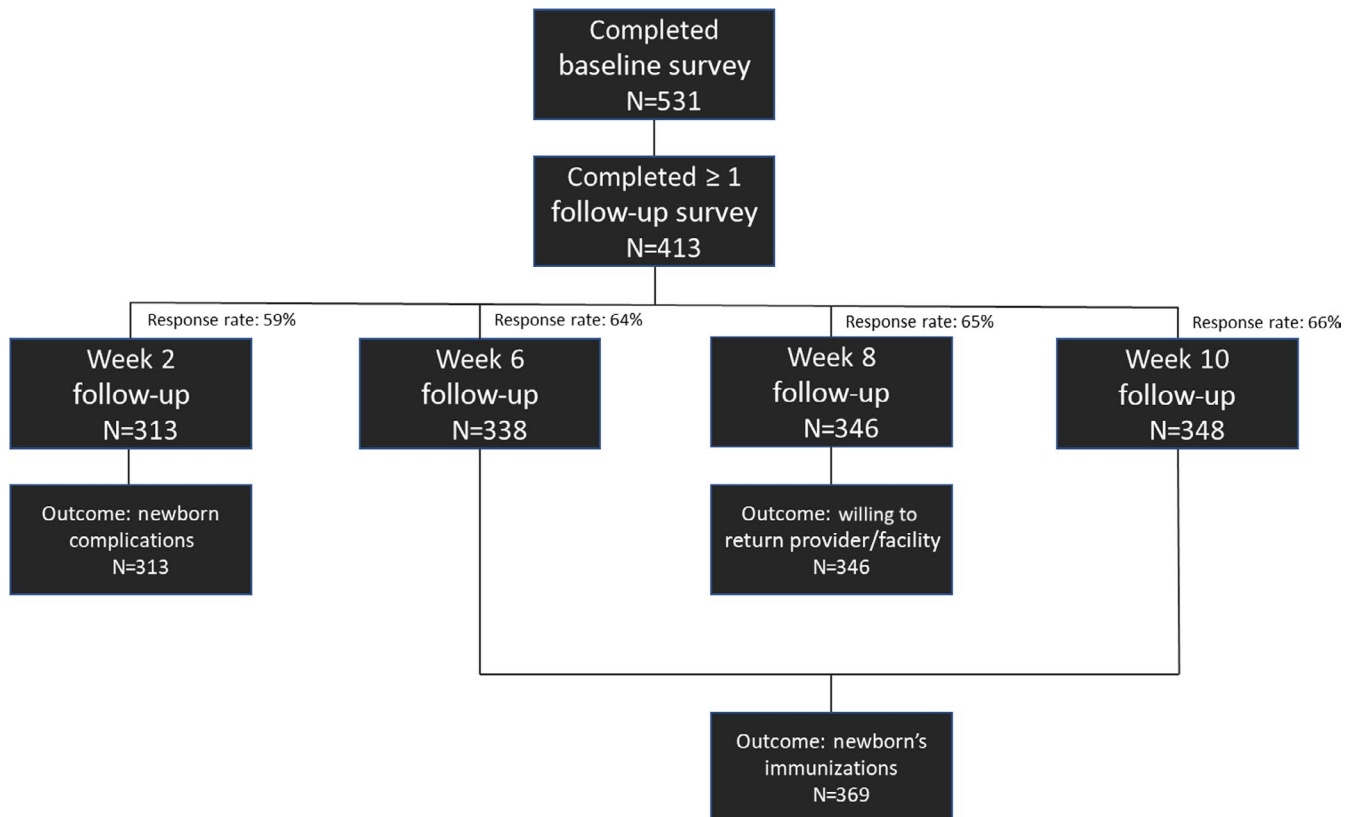 Completed
baseline survey
N=531
Completed ≥ 1
follow-up survey
N=413
Response rate: 59%
Response rate: 64%
Response rate: 65%
Response rate: 66%
Week 2
follow-up
N=313
Week 6
follow-up
N=338
Week 8
follow-up
N=346
Week 10
follow-up
N=348
Outcome: newborn
complications
N=313
Outcome: willing to
return provider/facility
N=346
Outcome: newborn’s
immunizations
N=369